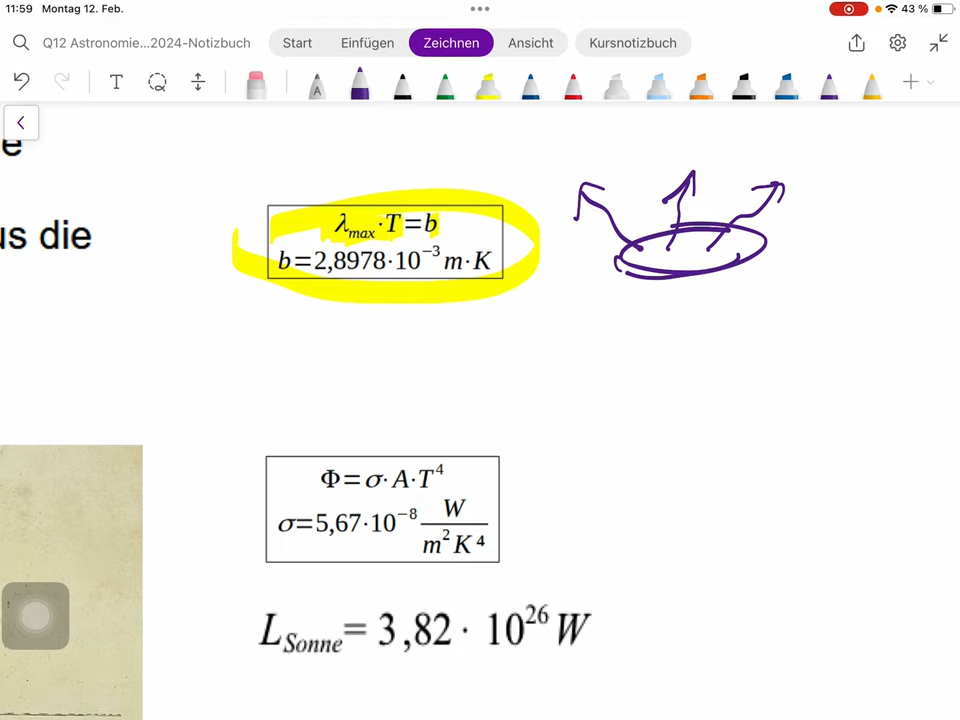 11:59 Montag 12. Feb. 43 %
Q12 Astronomie...2024-Notizbuch Start Einfügen Zeichnen Ansicht Kursnotizbuch
T A
e
us die
λmax·T=b
b=2,8978·10⁻³ m·K
Φ=σ·A·T⁴
σ=5,67·10⁻⁸ W/m²K⁴
L_Sonne= 3,82 · 10²⁶ W